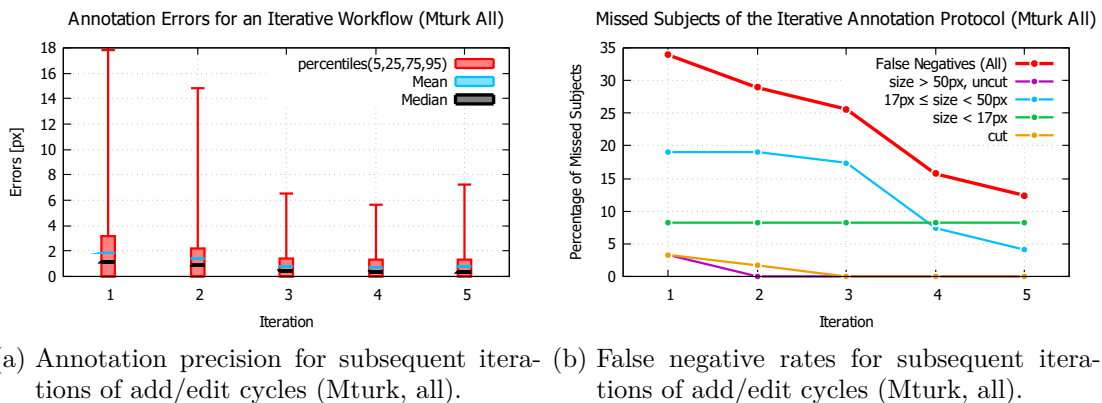 Annotation Errors for an Iterative Workflow (Mturk All)
18
16
14
12
10
8
6
4
2
0
Errors [px]
percentiles(5,25,75,95)
Mean
Median
1 2 3 4 5
Iteration
Missed Subjects of the Iterative Annotation Protocol (Mturk All)
35
30
25
20
15
10
5
0
Percentage of Missed Subjects
False Negatives (All)
size > 50px, uncut
17px ≤ size < 50px
size < 17px
cut
1 2 3 4 5
Iteration
a) Annotation precision for subsequent itera-
tions of add/edit cycles (Mturk, all).
(b) False negative rates for subsequent itera-
tions of add/edit cycles (Mturk, all).